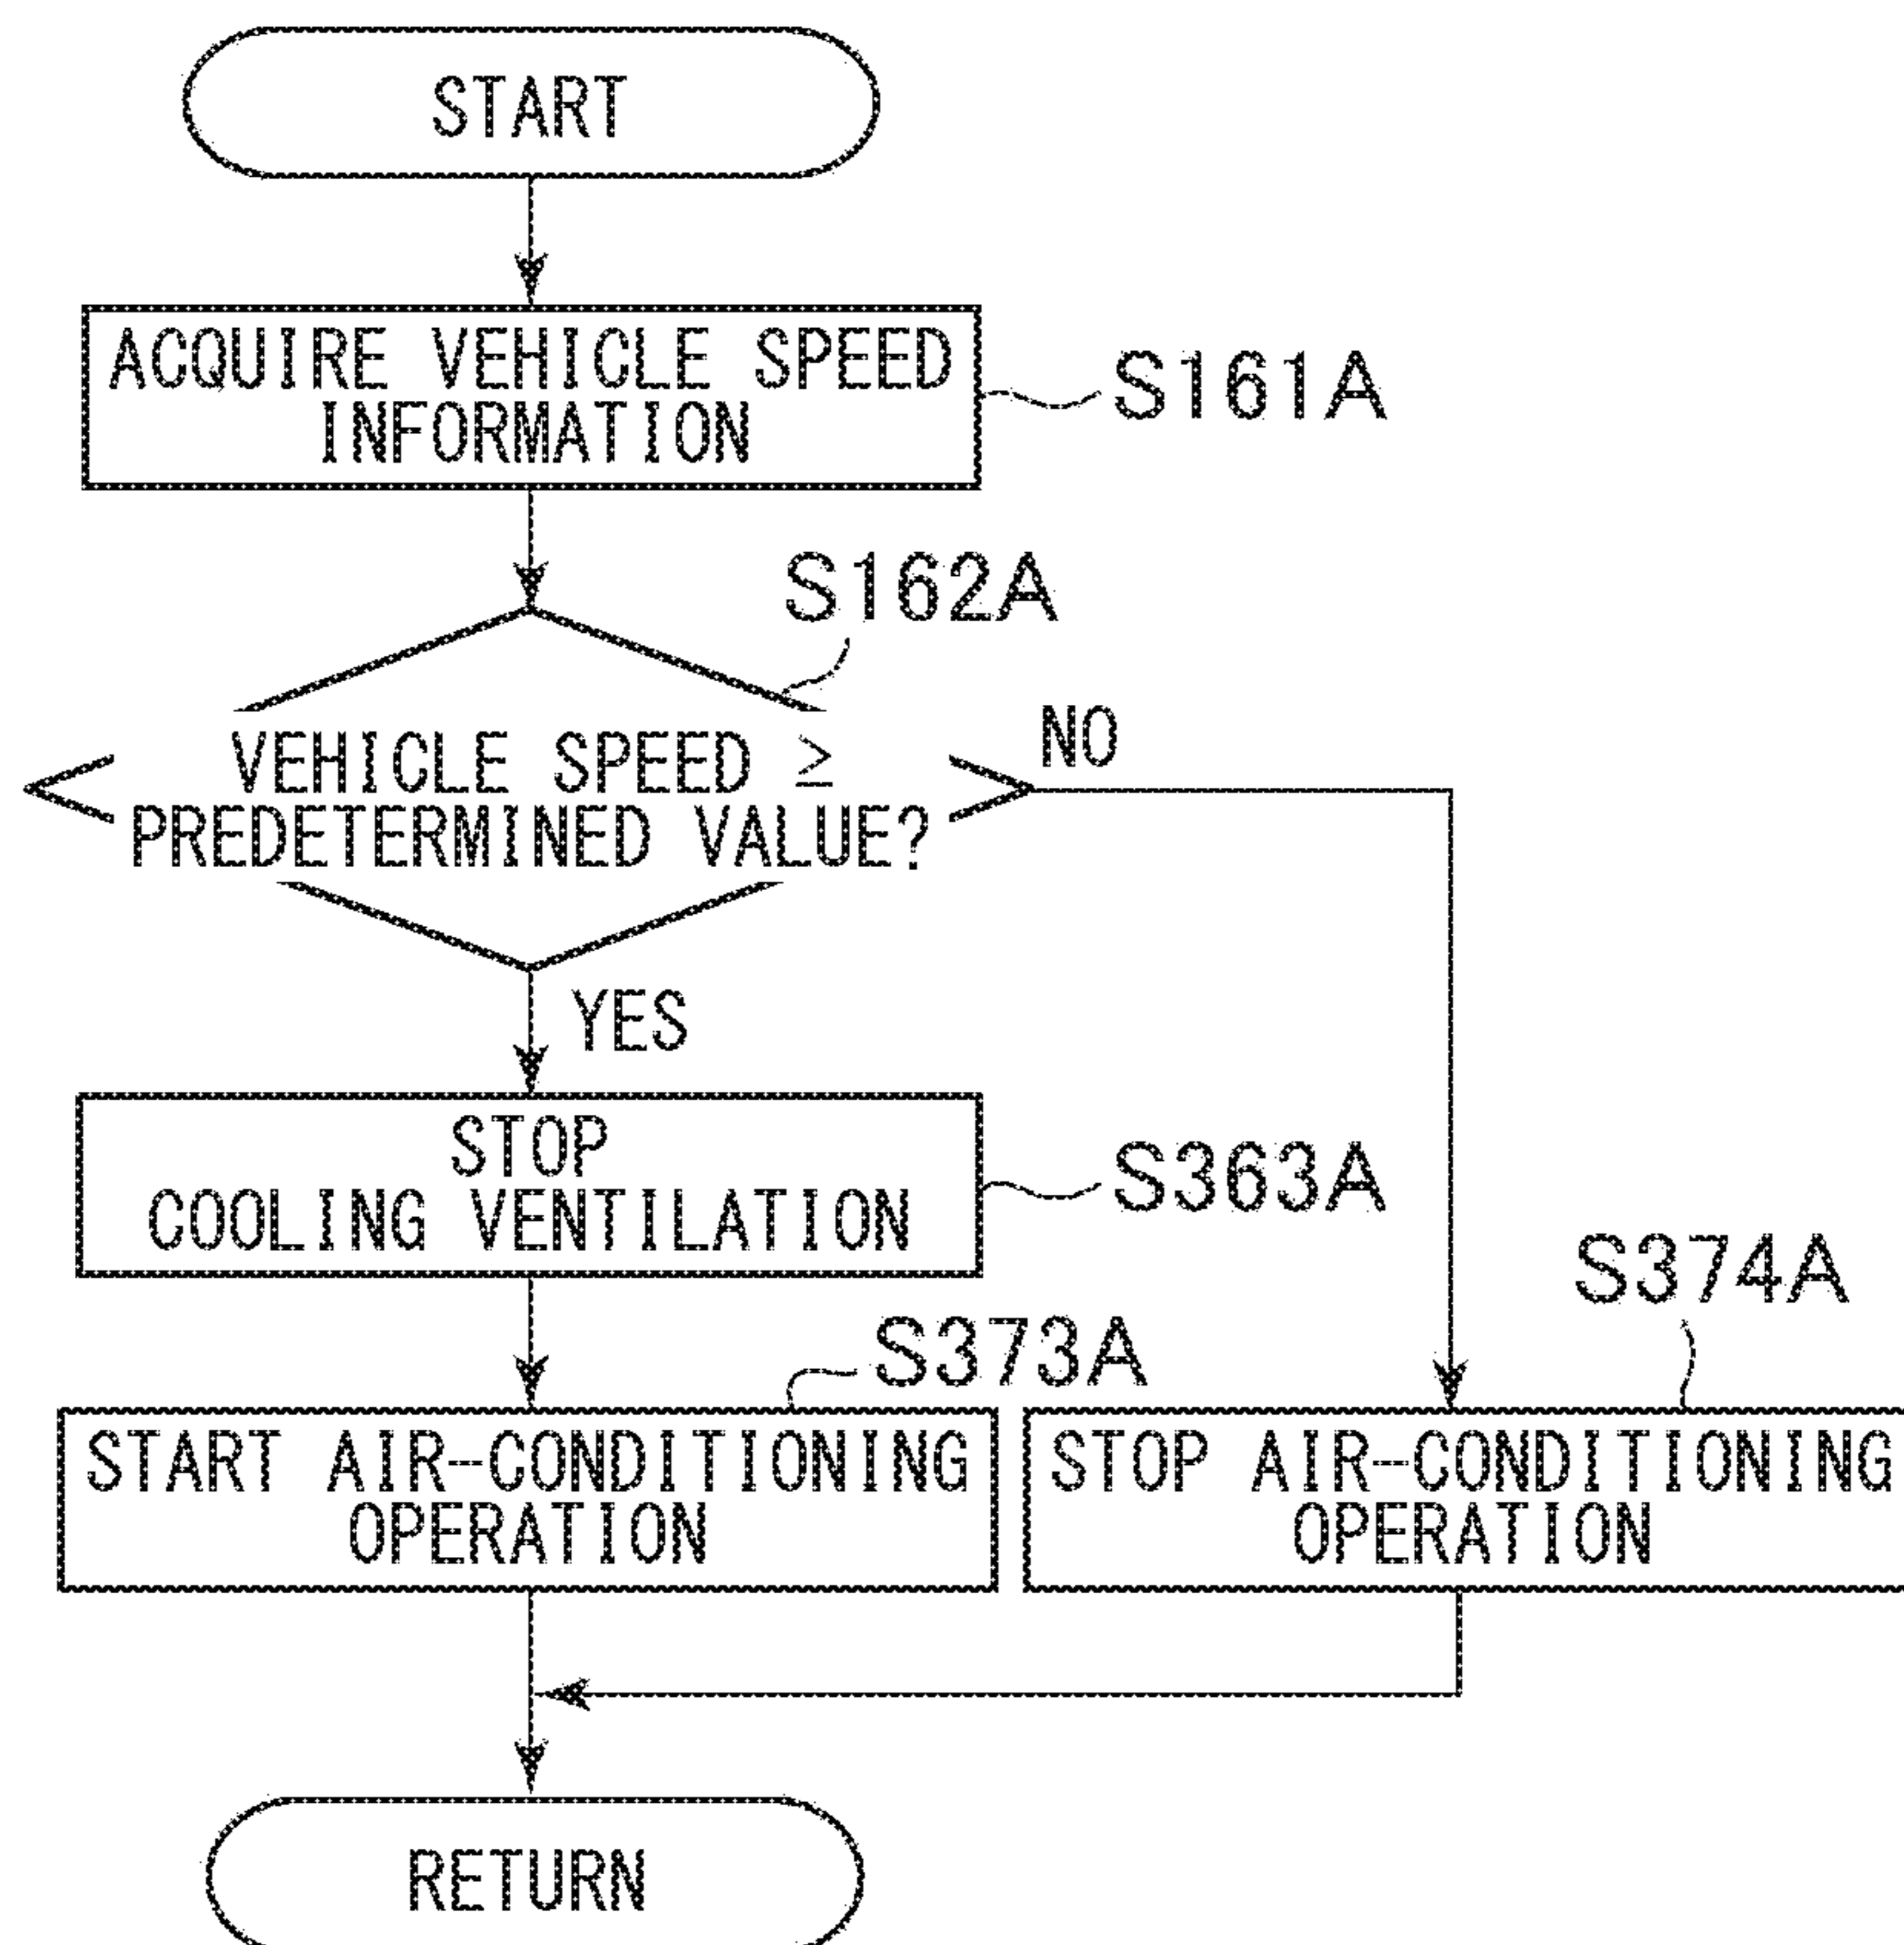 START
ACQUIRE VEHICLE SPEED
INFORMATION
S161A
S162A
VEHICLE SPEED ≥
PREDETERMINED VALUE?
NO
YES
STOP
COOLING VENTILATION
S363A
S374A
S373A
START AIR-CONDITIONING
OPERATION
STOP AIR-CONDITIONING
OPERATION
RETURN